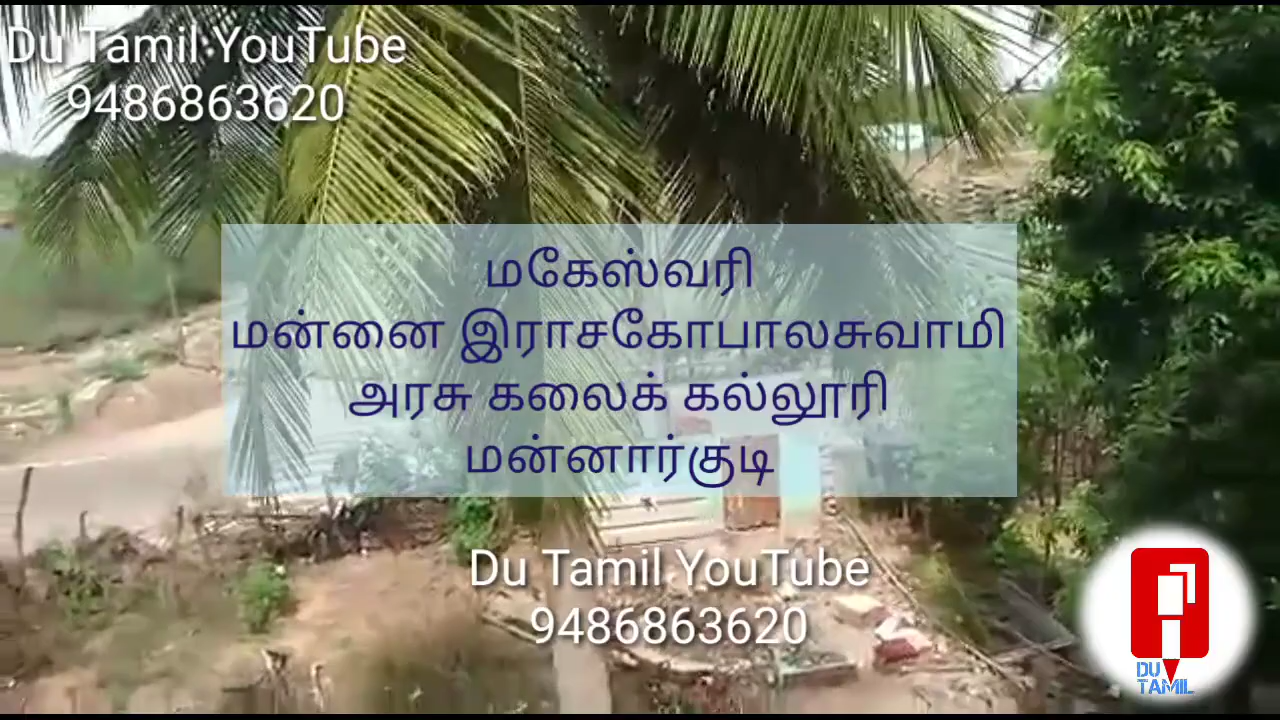 Du Tamil YouTube
9486863620
மகேஸ்வரி
மன்னை இராசகோபாலசுவாமி
அரசு கலைக் கல்லூரி
மன்னார்குடி
Du Tamil YouTube
9486863620
DU
TAMIL